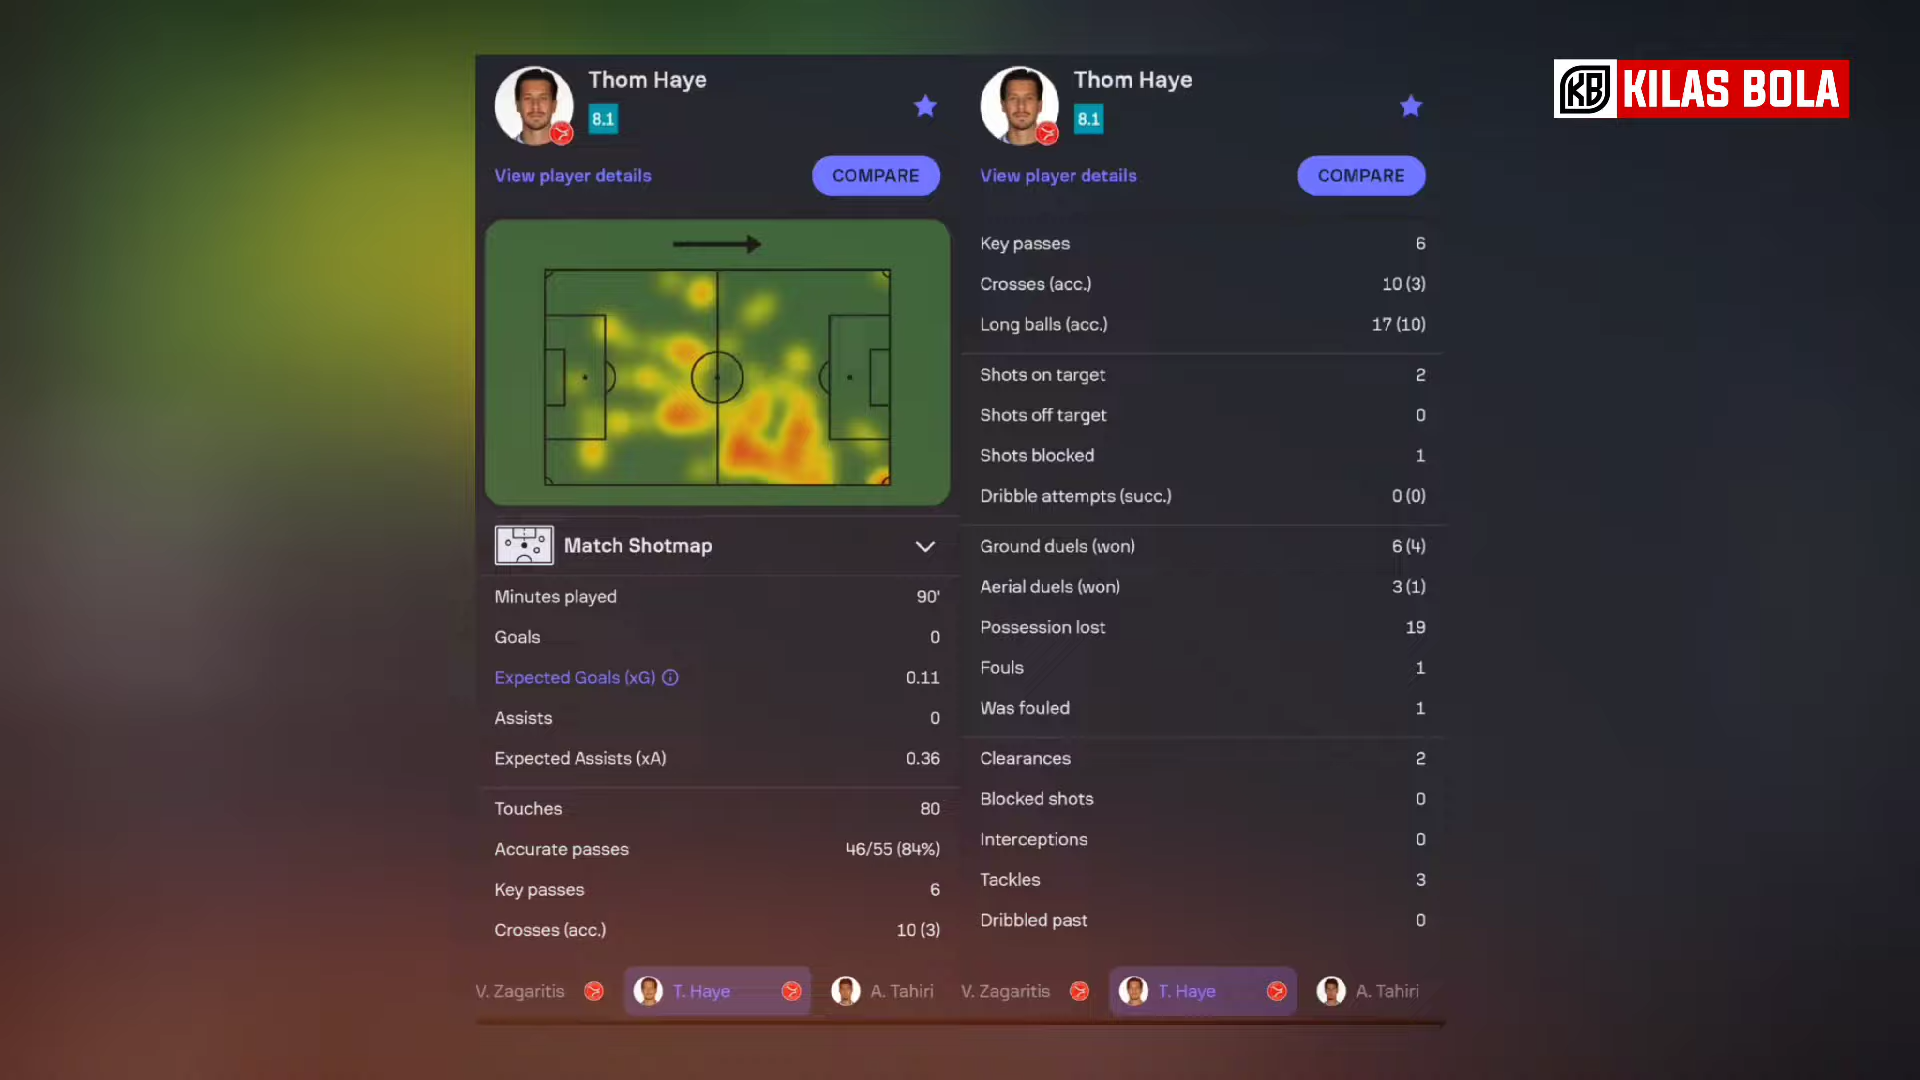 KB KILAS BOLA
Thom Haye
8.1
View player details
COMPARE
Match Shotmap
Minutes played 90'
Goals 0
Expected Goals (xG) 0.11
Assists 0
Expected Assists (xA) 0.36
Touches 80
Accurate passes 46/55 (84%)
Key passes 6
Crosses (acc.) 10 (3)
V. Zagaritis T. Haye A. Tahiri
Thom Haye
8.1
View player details
COMPARE
Key passes 6
Crosses (acc.) 10 (3)
Long balls (acc.) 17 (10)
Shots on target 2
Shots off target 0
Shots blocked 1
Dribble attempts (succ.) 0 (0)
Ground duels (won) 6 (4)
Aerial duels (won) 3 (1)
Possession lost 19
Fouls 1
Was fouled 1
Clearances 2
Blocked shots 0
Interceptions 0
Tackles 3
Dribbled past 0
V. Zagaritis T. Haye A. Tahiri